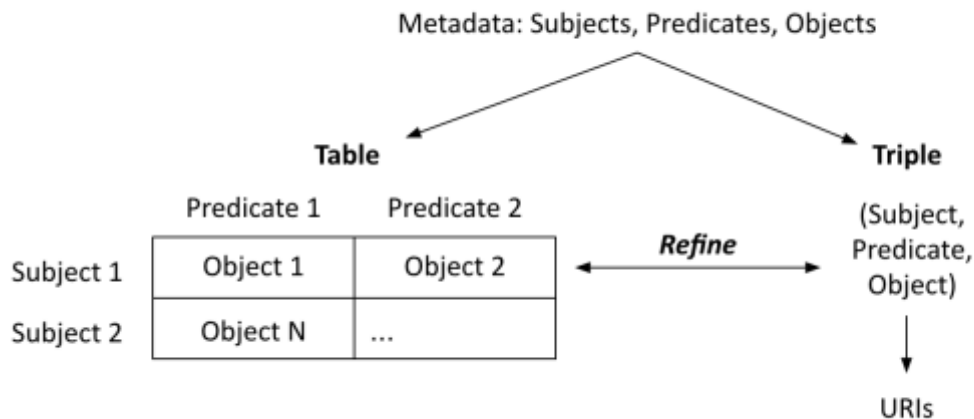 Metadata: Subjects, Predicates, Objects
Table
Triple
Predicate 1 Predicate 2
Subject 1 Object 1 Object 2
Subject 2 Object N ...
Refine
(Subject,
Predicate,
Object)
URIs